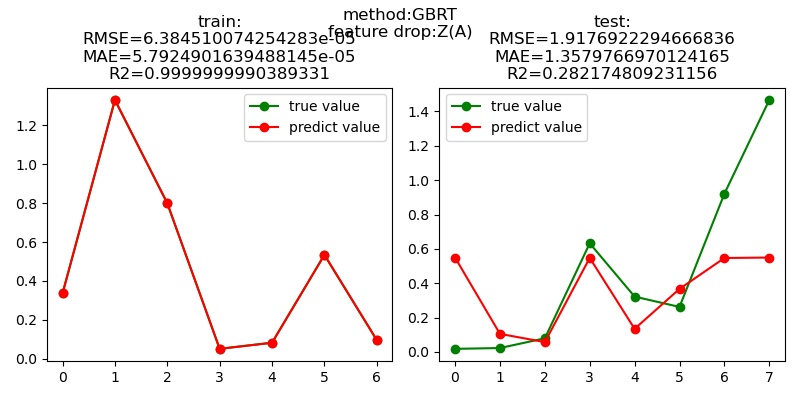 method:GBRT
feature drop:Z(A)
train:
RMSE=6.384510074254283e-05
MAE=5.7924901639488145e-05
R2=0.9999999990389331
true value
predict value
1.2
1.0
0.8
0.6
0.4
0.2
0.0
0 1 2 3 4 5 6
test:
RMSE=1.9176922294666836
MAE=1.3579766970124165
R2=0.282174809231156
true value
predict value
1.4
1.2
1.0
0.8
0.6
0.4
0.2
0.0
0 1 2 3 4 5 6 7